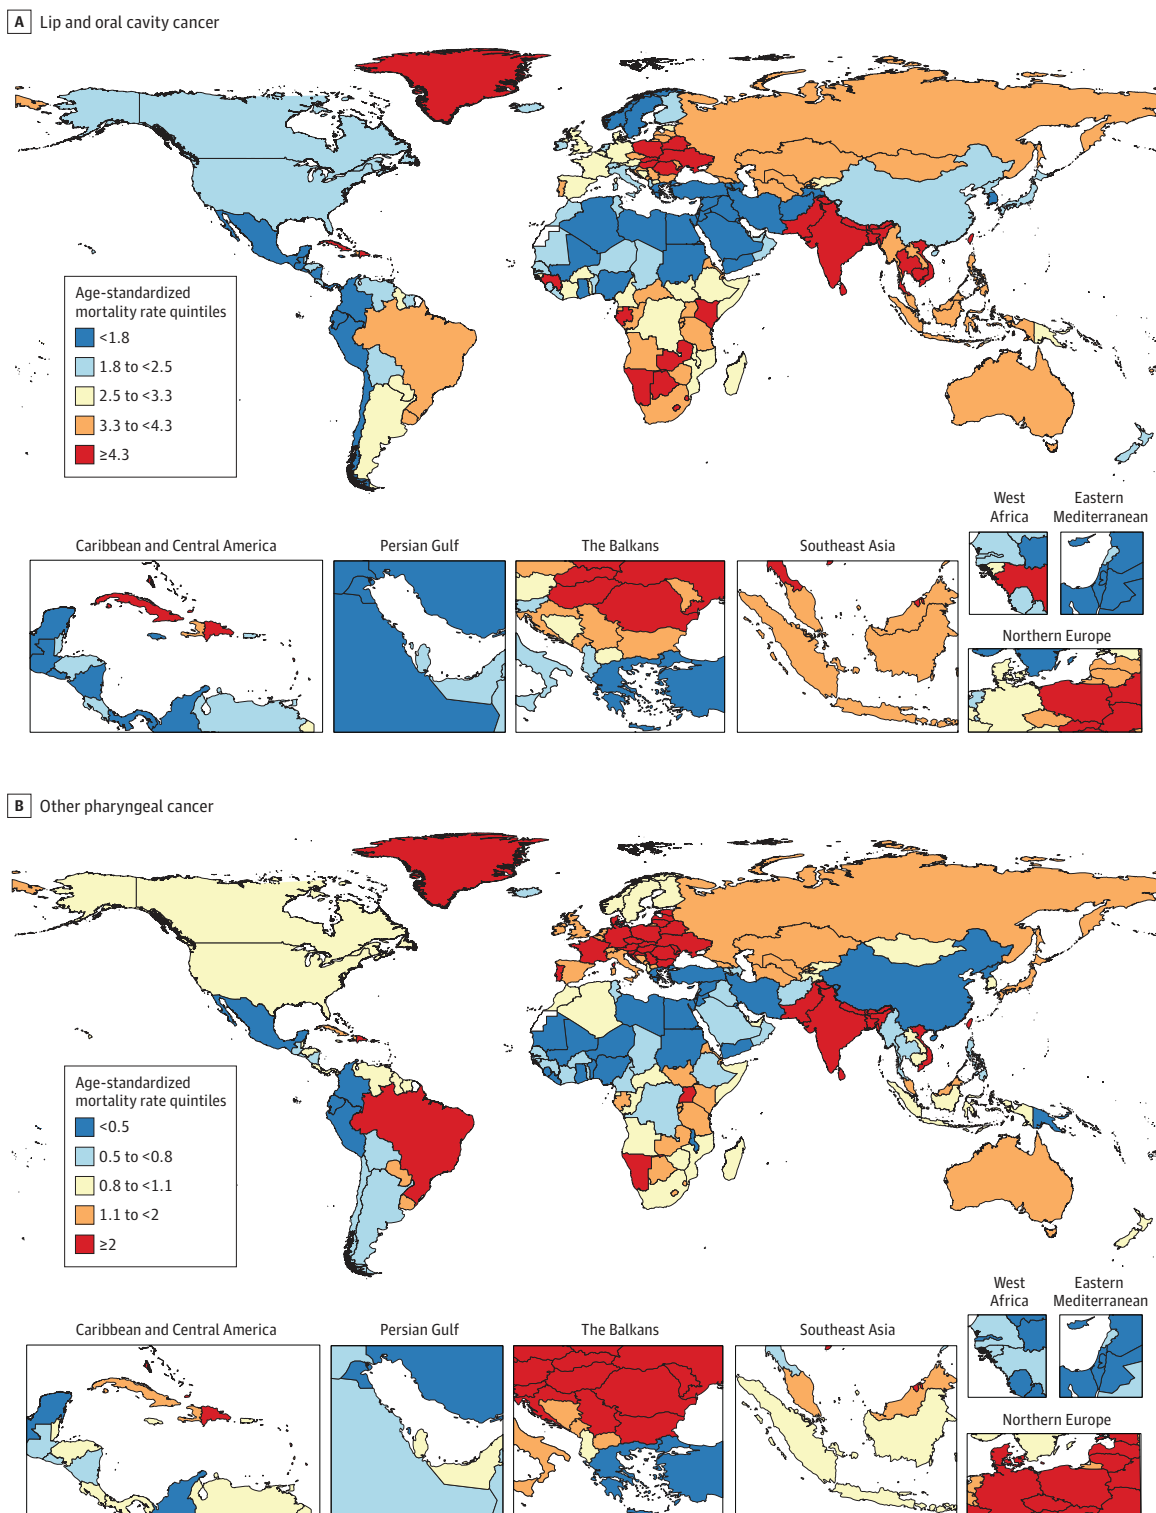 A Lip and oral cavity cancer
Age-standardized
mortality rate quintiles
<1.8
1.8 to <2.5
2.5 to <3.3
3.3 to <4.3
≥4.3
West
Africa
Eastern
Mediterranean
Caribbean and Central America
Persian Gulf
The Balkans
Southeast Asia
Northern Europe
B Other pharyngeal cancer
Age-standardized
mortality rate quintiles
<0.5
0.5 to <0.8
0.8 to <1.1
1.1 to <2
≥2
West
Africa
Eastern
Mediterranean
Caribbean and Central America
Persian Gulf
The Balkans
Southeast Asia
Northern Europe